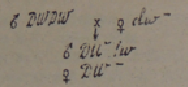 ♂ DWDW × ♀ dw⁻
↓
♂ DW
♀ DW⁻